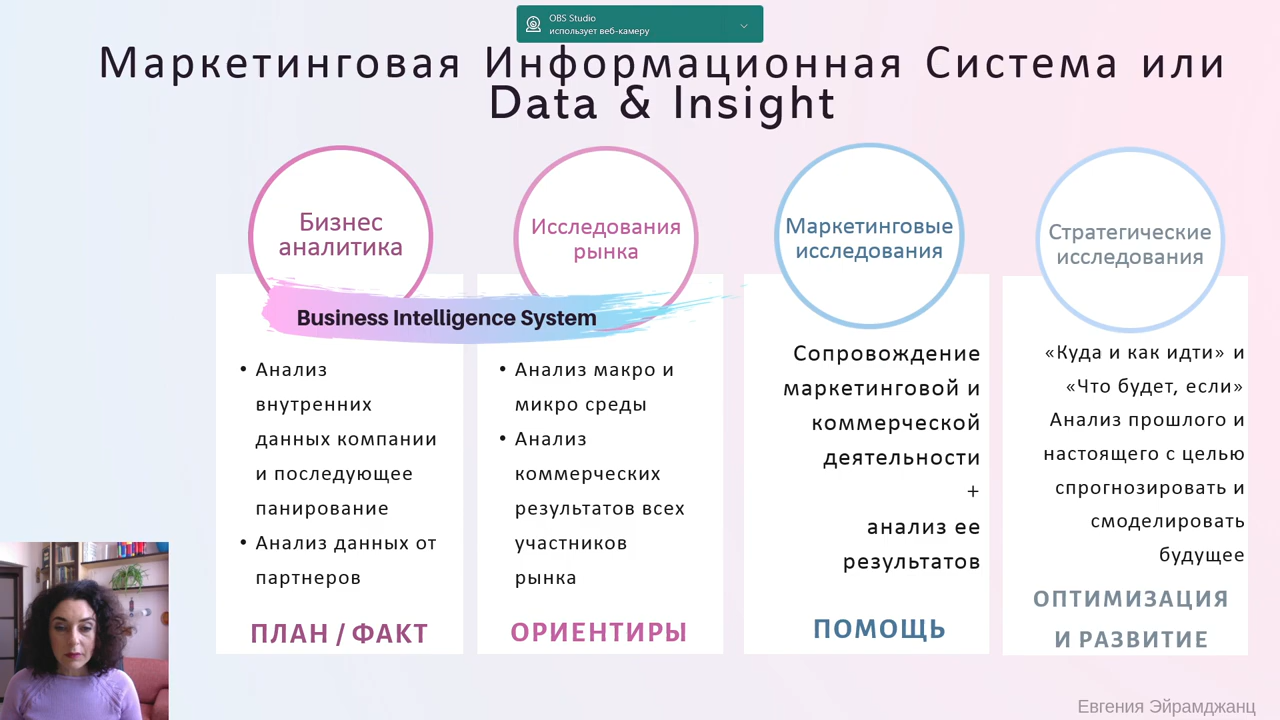 OBS Studio
использует веб-камеру
Маркетинговая Информационная Система или
Data & Insight
Бизнес
аналитика
Business Intelligence System
• Анализ
внутренних
данных компании
и последующее
панирование
• Анализ данных от
партнеров
ПЛАН / ФАКТ
Исследования
рынка
• Анализ макро и
микро среды
• Анализ
коммерческих
результатов всех
участников
рынка
ОРИЕНТИРЫ
Маркетинговые
исследования
Сопровождение
маркетинговой и
коммерческой
деятельности
+
анализ ее
результатов
ПОМОЩЬ
Стратегические
исследования
«Куда и как идти» и
«Что будет, если»
Анализ прошлого и
настоящего с целью
спрогнозировать и
смоделировать
будущее
ОПТИМИЗАЦИЯ
И РАЗВИТИЕ
Евгения Эйрамджанц